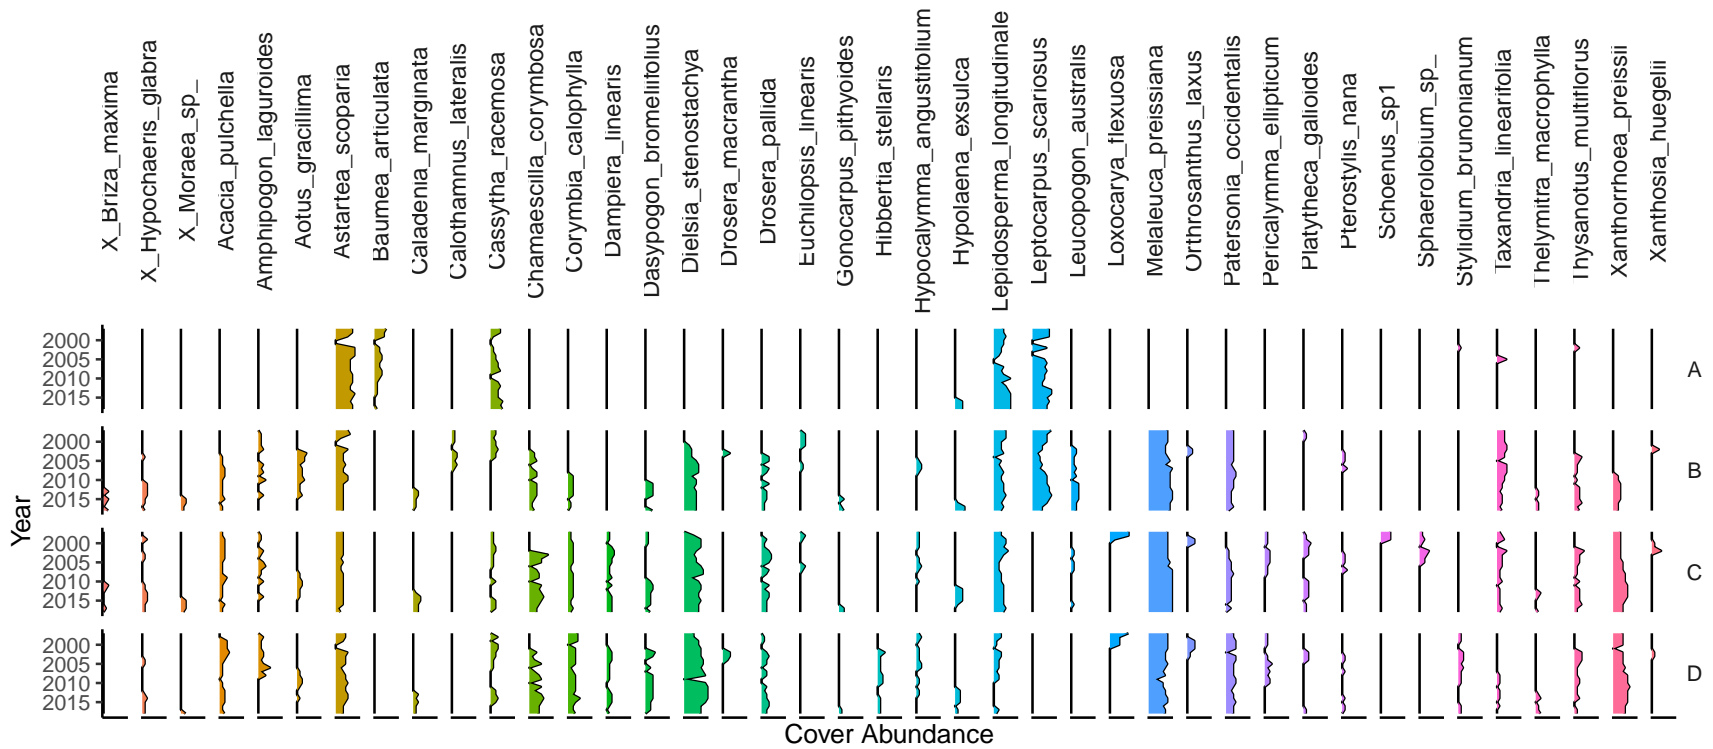 X_Briza_maxima
X_Hypochaeris_glabra
X_Moraea_sp_
Acacia_pulchella
Amphipogon_laguroides
Aotus_gracillima
Astartea_scoparia
Baumea_articulata
Caladenia_marginata
Calothamnus_lateralis
Cassytha_racemosa
Chamaescilla_corymbosa
Corymbia_calophylla
Dampiera_linearis
Dasypogon_bromeliifolius
Dielsia_stenostachya
Drosera_macrantha
Drosera_pallida
Euchilopsis_linearis
Gonocarpus_pithyoides
Hibbertia_stellaris
Hypocalymma_angustifolium
Hypolaena_exsulca
Lepidosperma_longitudinale
Leptocarpus_scariosus
Leucopogon_australis
Loxocarya_flexuosa
Melaleuca_preissiana
Orthrosanthus_laxus
Patersonia_occidentalis
Pericalymma_ellipticum
Platytheca_galioides
Pterostylis_nana
Schoenus_sp1
Sphaerolobium_sp_
Stylidium_brunonianum
Taxandria_linearifolia
Thelymitra_macrophylla
Thysanotus_multiflorus
Xanthorrhoea_preissii
Xanthosia_huegelii
Year
2000
2005
2010
2015
A
2000
2005
2010
2015
B
2000
2005
2010
2015
C
2000
2005
2010
2015
D
Cover Abundance